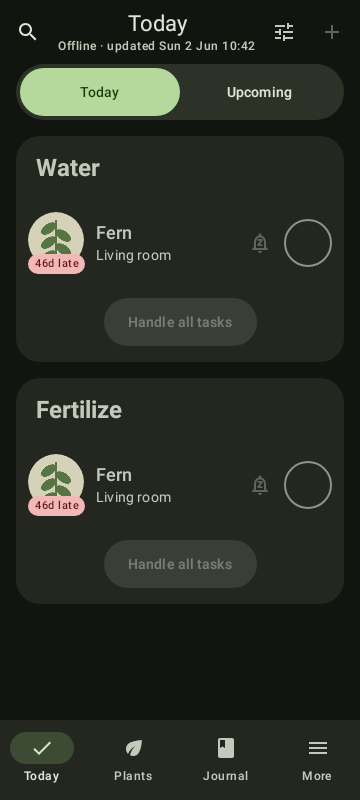 Today
Offline · updated Sun 2 Jun 10:42
Today
Upcoming
Water
Fern
Living room
46d late
Handle all tasks
Fertilize
Fern
Living room
46d late
Handle all tasks
Today
Plants
Journal
More